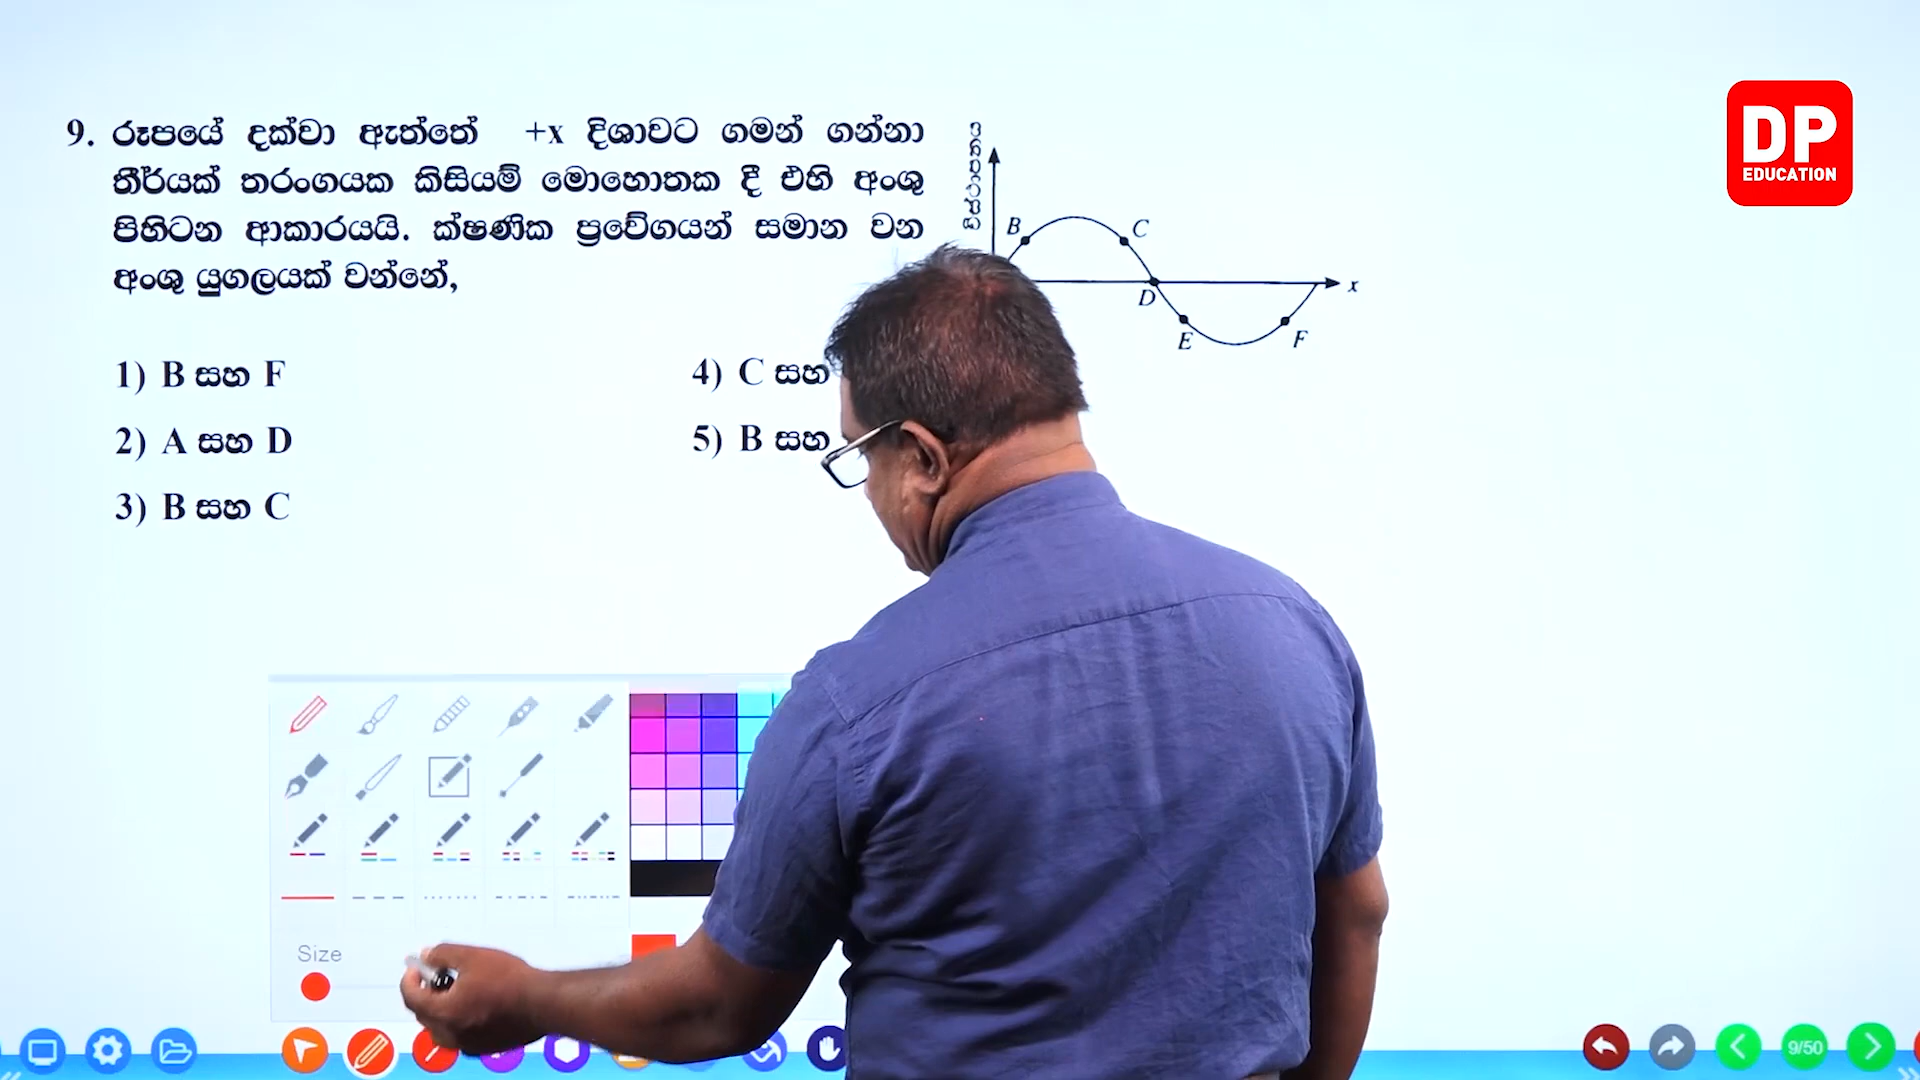 9. රූපයේ දක්වා ඇත්තේ +x දිශාවට ගමන් ගන්නා
තීර්යක් තරංගයක කිසියම් මොහොතක දී එහි අංශු
පිහිටන ආකාරයයි. ක්ෂණික ප්‍රවේගයන් සමාන වන
අංශු යුගලයක් වන්නේ,
1) B සහ F
2) A සහ D
3) B සහ C
4) C සහ
5) B සහ
B
C
D
E
F
x
DP
EDUCATION
Size
9/50